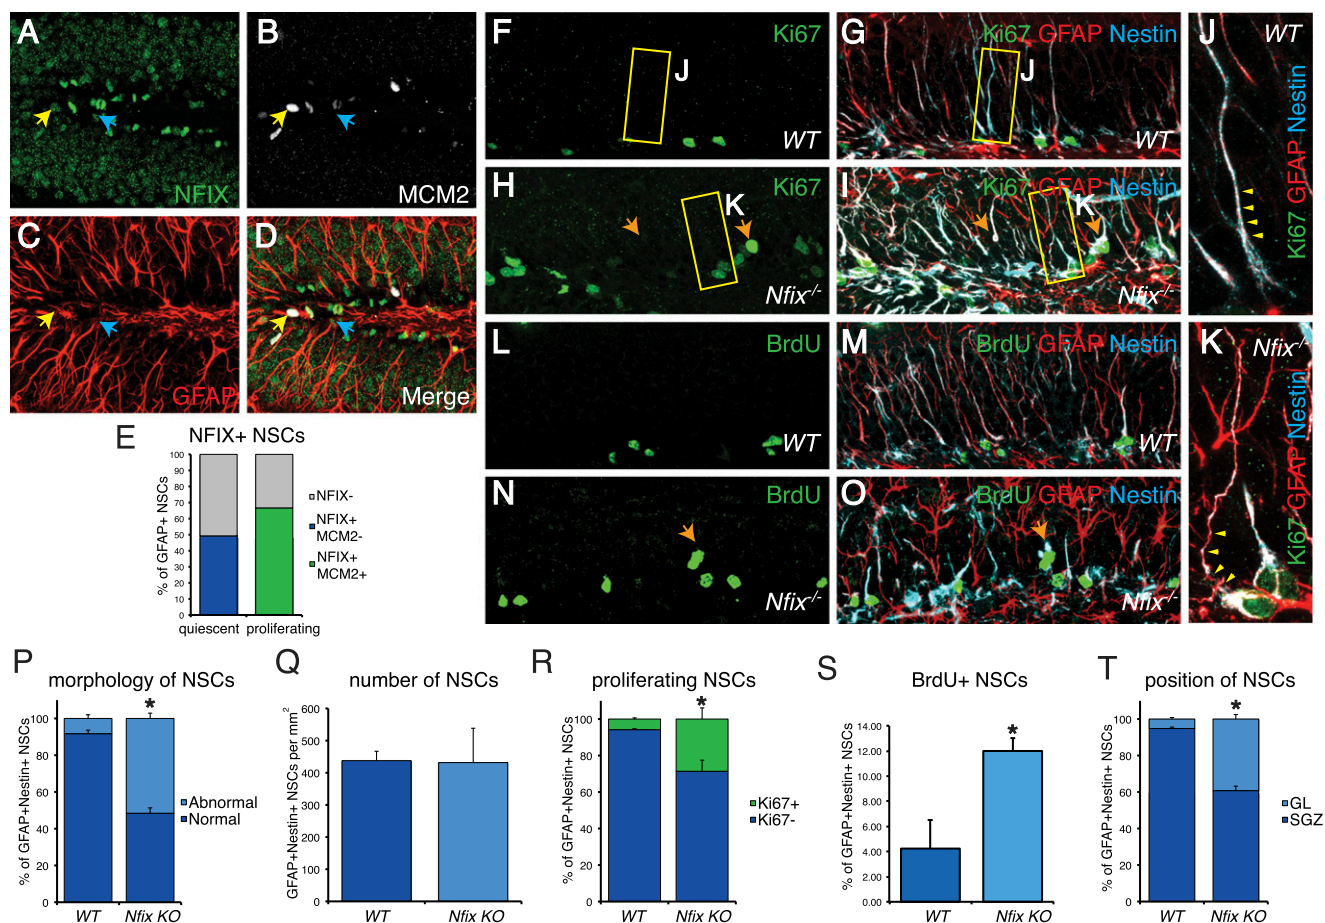 A
NFIX
B
MCM2
C
GFAP
D
Merge
E
NFIX+ NSCs
% of GFAP+ NSCs
100
90
80
70
60
50
40
30
20
10
0
quiescent
proliferating
NFIX-
NFIX+
MCM2-
NFIX+
MCM2+
F
Ki67
J
WT
G
Ki67 GFAP Nestin
J
WT
H
Ki67
K
Nfix-/-
I
Ki67 GFAP Nestin
K
Nfix-/-
J
WT
Ki67 GFAP Nestin
K
Nfix-/-
Ki67 GFAP Nestin
L
BrdU
WT
M
BrdU GFAP Nestin
WT
N
BrdU
Nfix-/-
O
BrdU GFAP Nestin
Nfix-/-
P
morphology of NSCs
% of GFAP+Nestin+ NSCs
100
80
60
40
20
0
*
Abnormal
Normal
WT
Nfix KO
Q
number of NSCs
GFAP+Nestin+ NSCs per mm2
600
500
400
300
200
100
0
WT
Nfix KO
R
proliferating NSCs
% of GFAP+Nestin+ NSCs
100
80
60
40
20
0
*
Ki67+
Ki67-
WT
Nfix KO
S
BrdU+ NSCs
% of GFAP+Nestin+ NSCs
14.00
12.00
10.00
8.00
6.00
4.00
2.00
0.00
*
WT
Nfix KO
T
position of NSCs
% of GFAP+Nestin+ NSCs
100
80
60
40
20
0
*
GL
SGZ
WT
Nfix KO